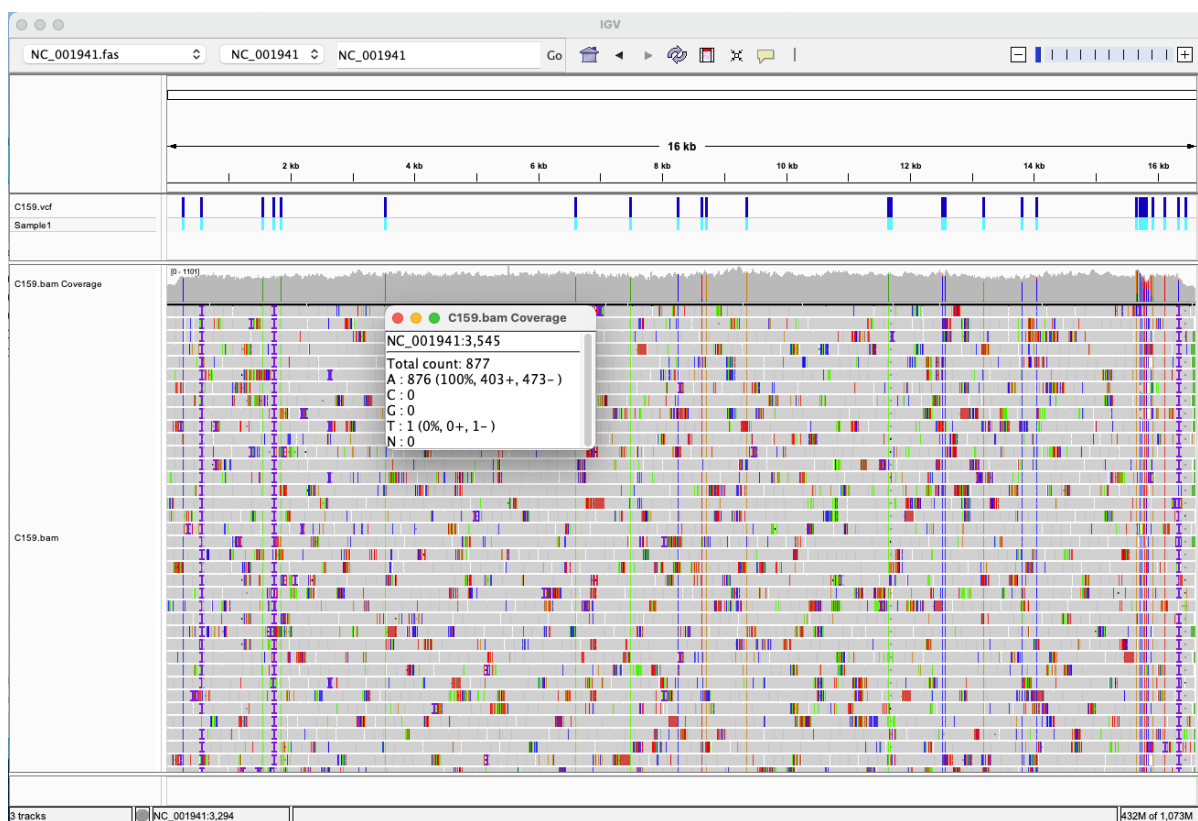 IGV
NC_001941.fas NC_001941 NC_001941 Go
16 kb
2 kb 4 kb 6 kb 8 kb 10 kb 12 kb 14 kb 16 kb
C159.vcf
Sample1
[0 - 1101]
C159.bam Coverage
C159.bam Coverage
NC_001941:3,545
Total count: 877
A : 876 (100%, 403+, 473- )
C : 0
G : 0
T : 1 (0%, 0+, 1- )
N : 0
C159.bam
3 tracks NC_001941:3,294 432M of 1,073M